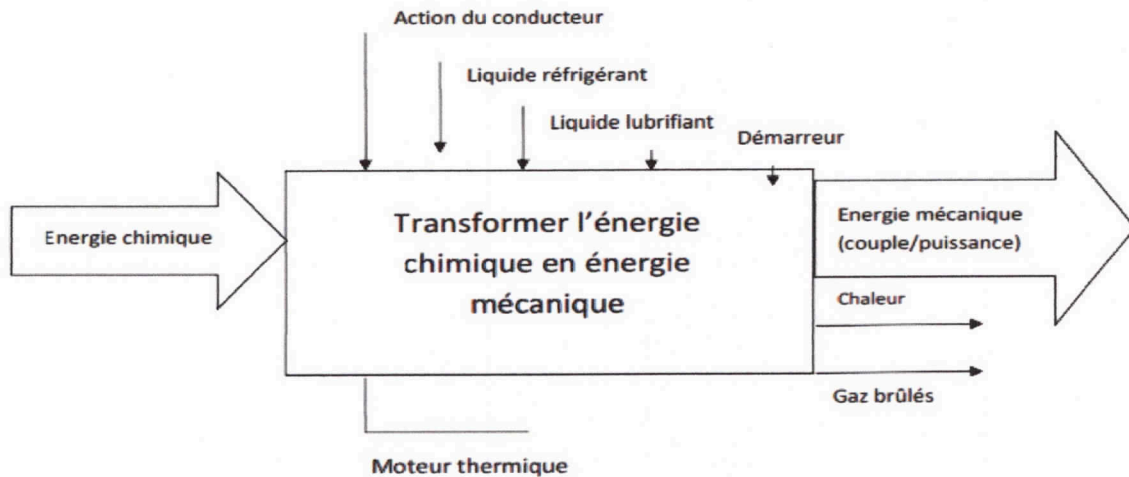 Action du conducteur
Liquide réfrigérant
Liquide lubrifiant
Démarreur
Energie chimique
Transformer l'énergie
chimique en énergie
mécanique
Energie mécanique
(couple/puissance)
Chaleur
Gaz brûlés
Moteur thermique